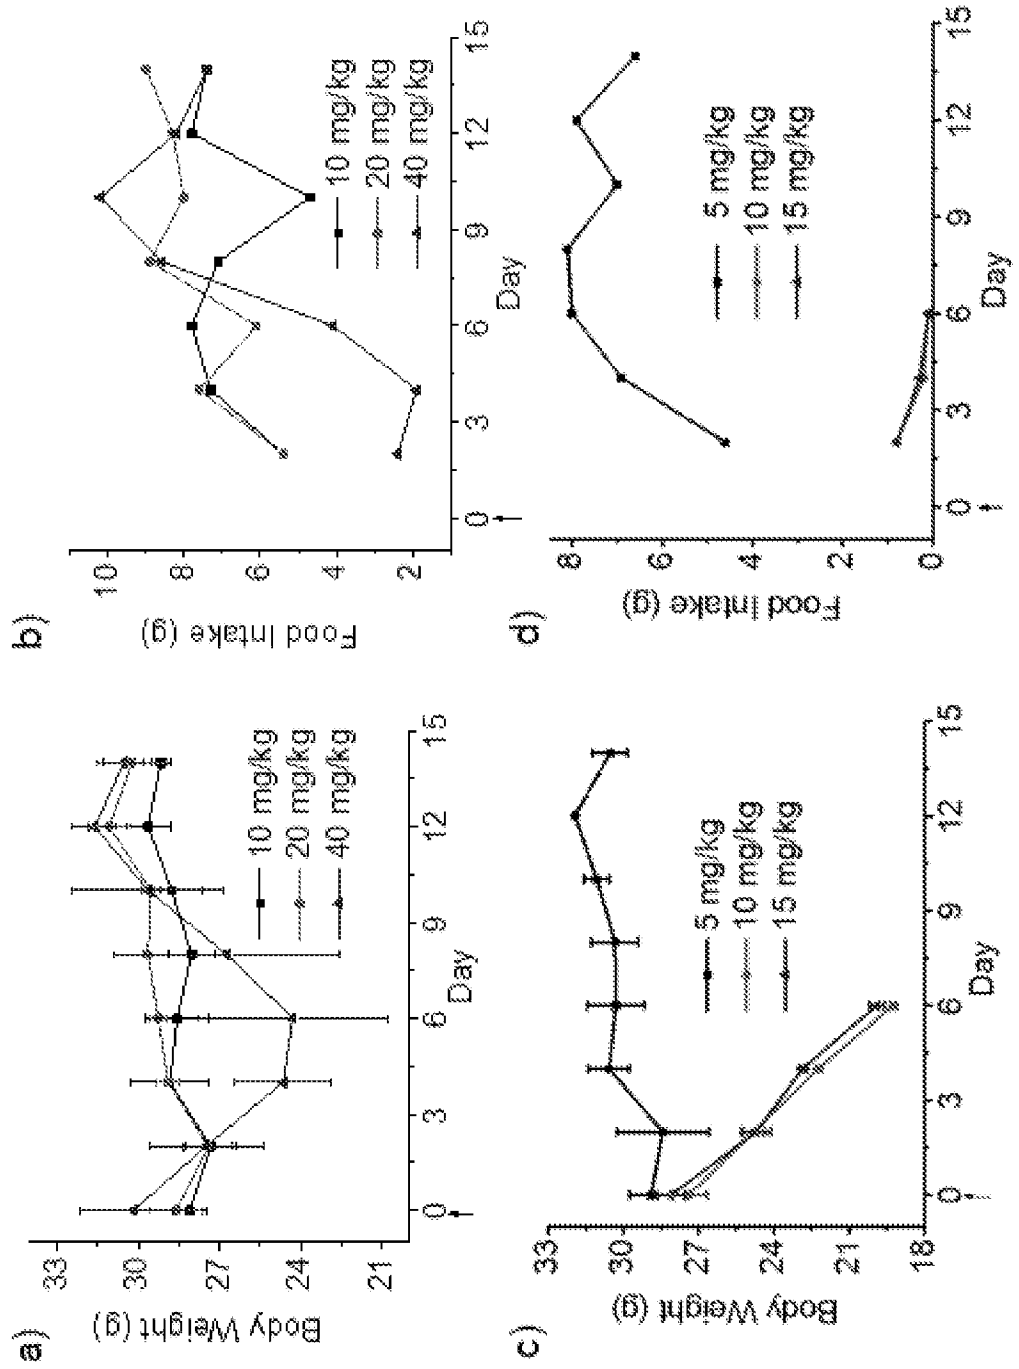 a)
Body Weight (g)
33
30
27
24
21
0
3
6
9
12
15
Day
10 mg/kg
20 mg/kg
40 mg/kg
b)
Food Intake (g)
10
8
6
4
2
0
3
6
9
12
15
Day
10 mg/kg
20 mg/kg
40 mg/kg
c)
Body Weight (g)
33
30
27
24
21
18
0
3
6
9
12
15
Day
5 mg/kg
10 mg/kg
15 mg/kg
d)
Food Intake (g)
8
6
4
2
0
0
3
6
9
12
15
Day
5 mg/kg
10 mg/kg
15 mg/kg